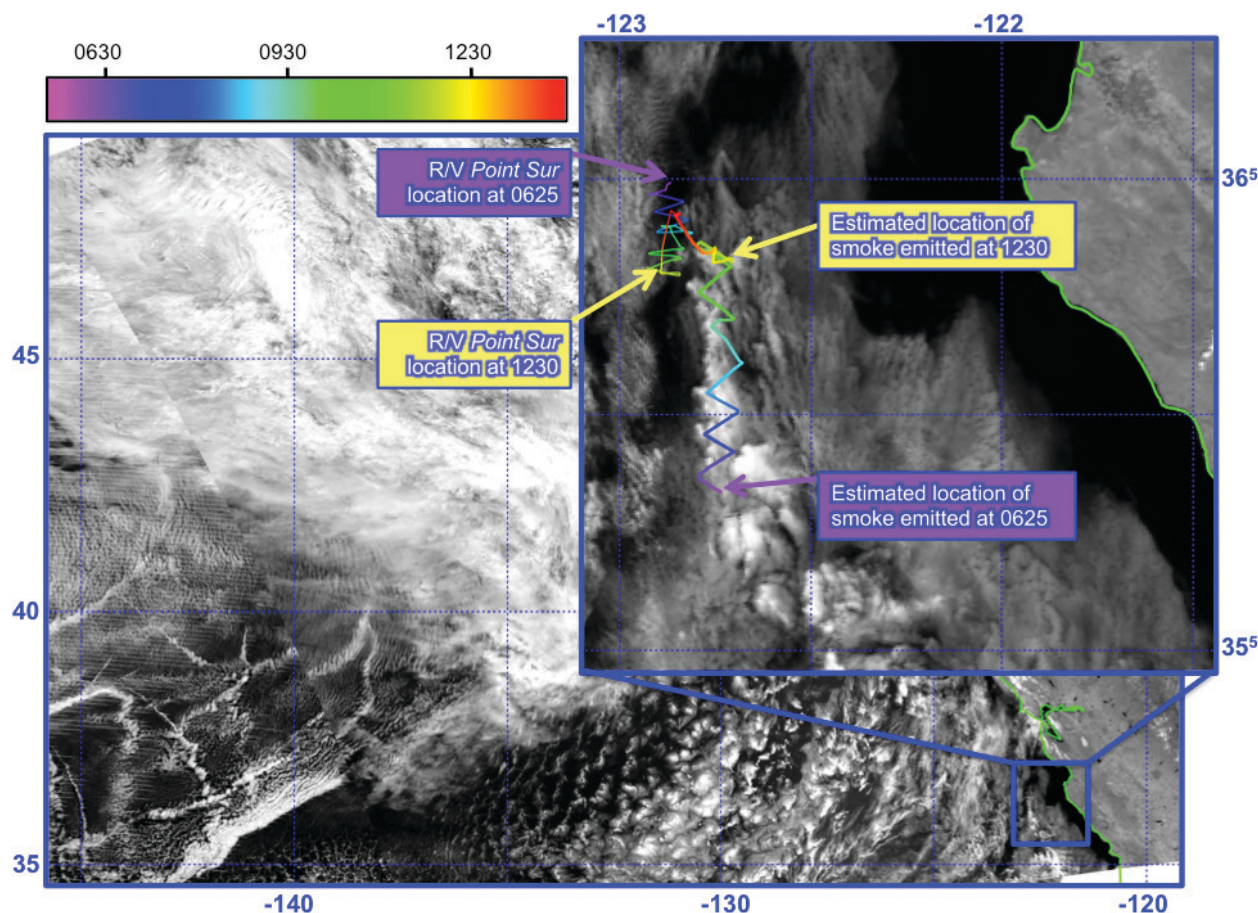 -123
-122
0630
0930
1230
R/V Point Sur
location at 0625
36⁵
Estimated location of
smoke emitted at 1230
R/V Point Sur
location at 1230
45
Estimated location of
smoke emitted at 0625
40
35⁵
35
-140
-130
-120